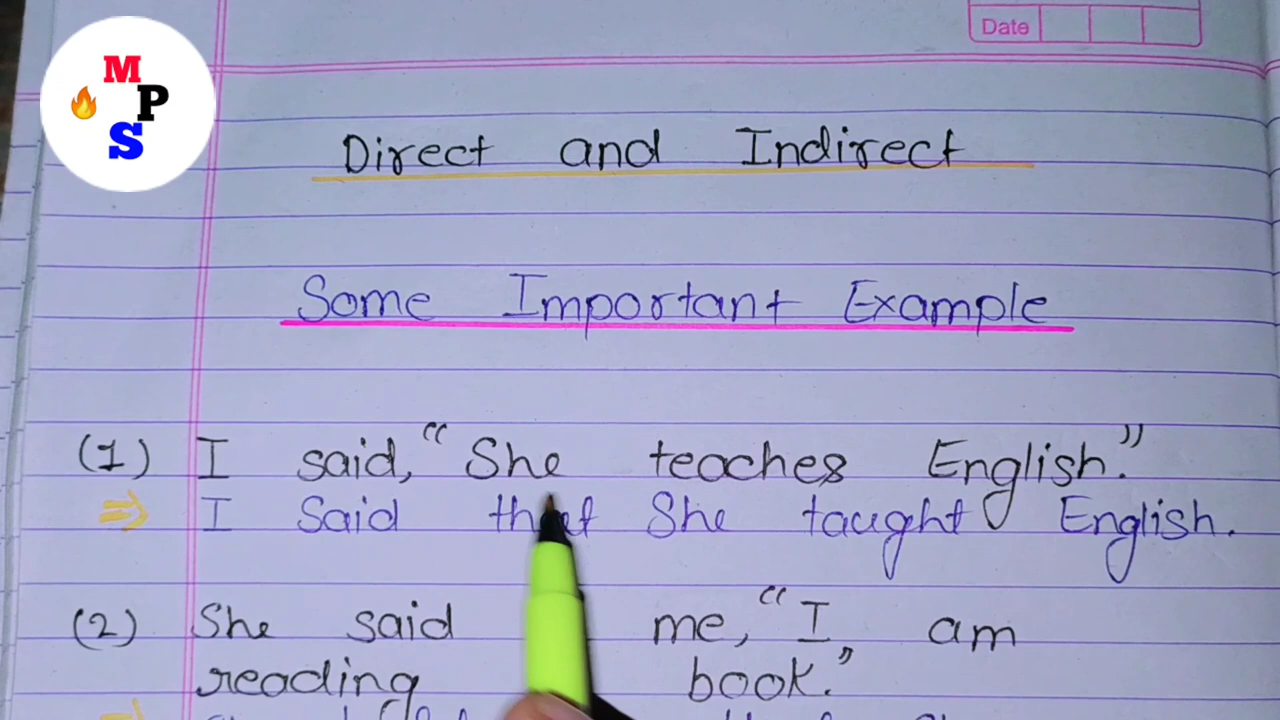 Date
M
P
S
Direct and Indirect
Some Important Example
(1) I said, “She teaches English.”
⇒ I Said that She taught English.
(2) She said me, “I am
reading book.”